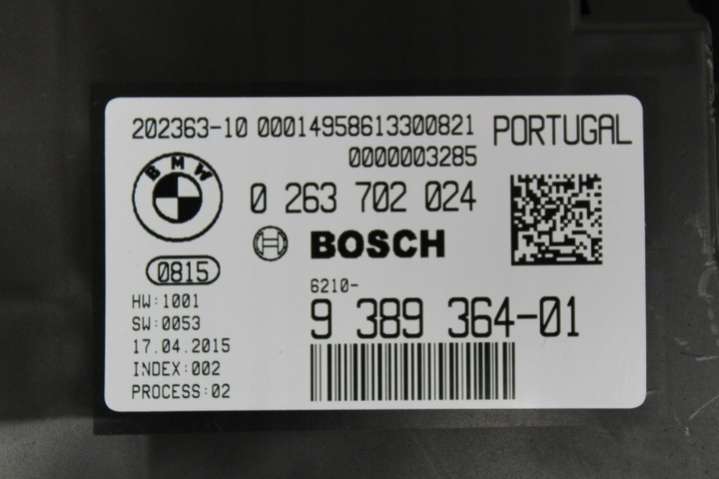 202363-10 00014958613300821 PORTUGAL
0000003285
BMW
0 263 702 024
BOSCH
0815
6210-
9 389 364-01
HW:1001
SW:0053
17.04.2015
INDEX:002
PROCESS:02